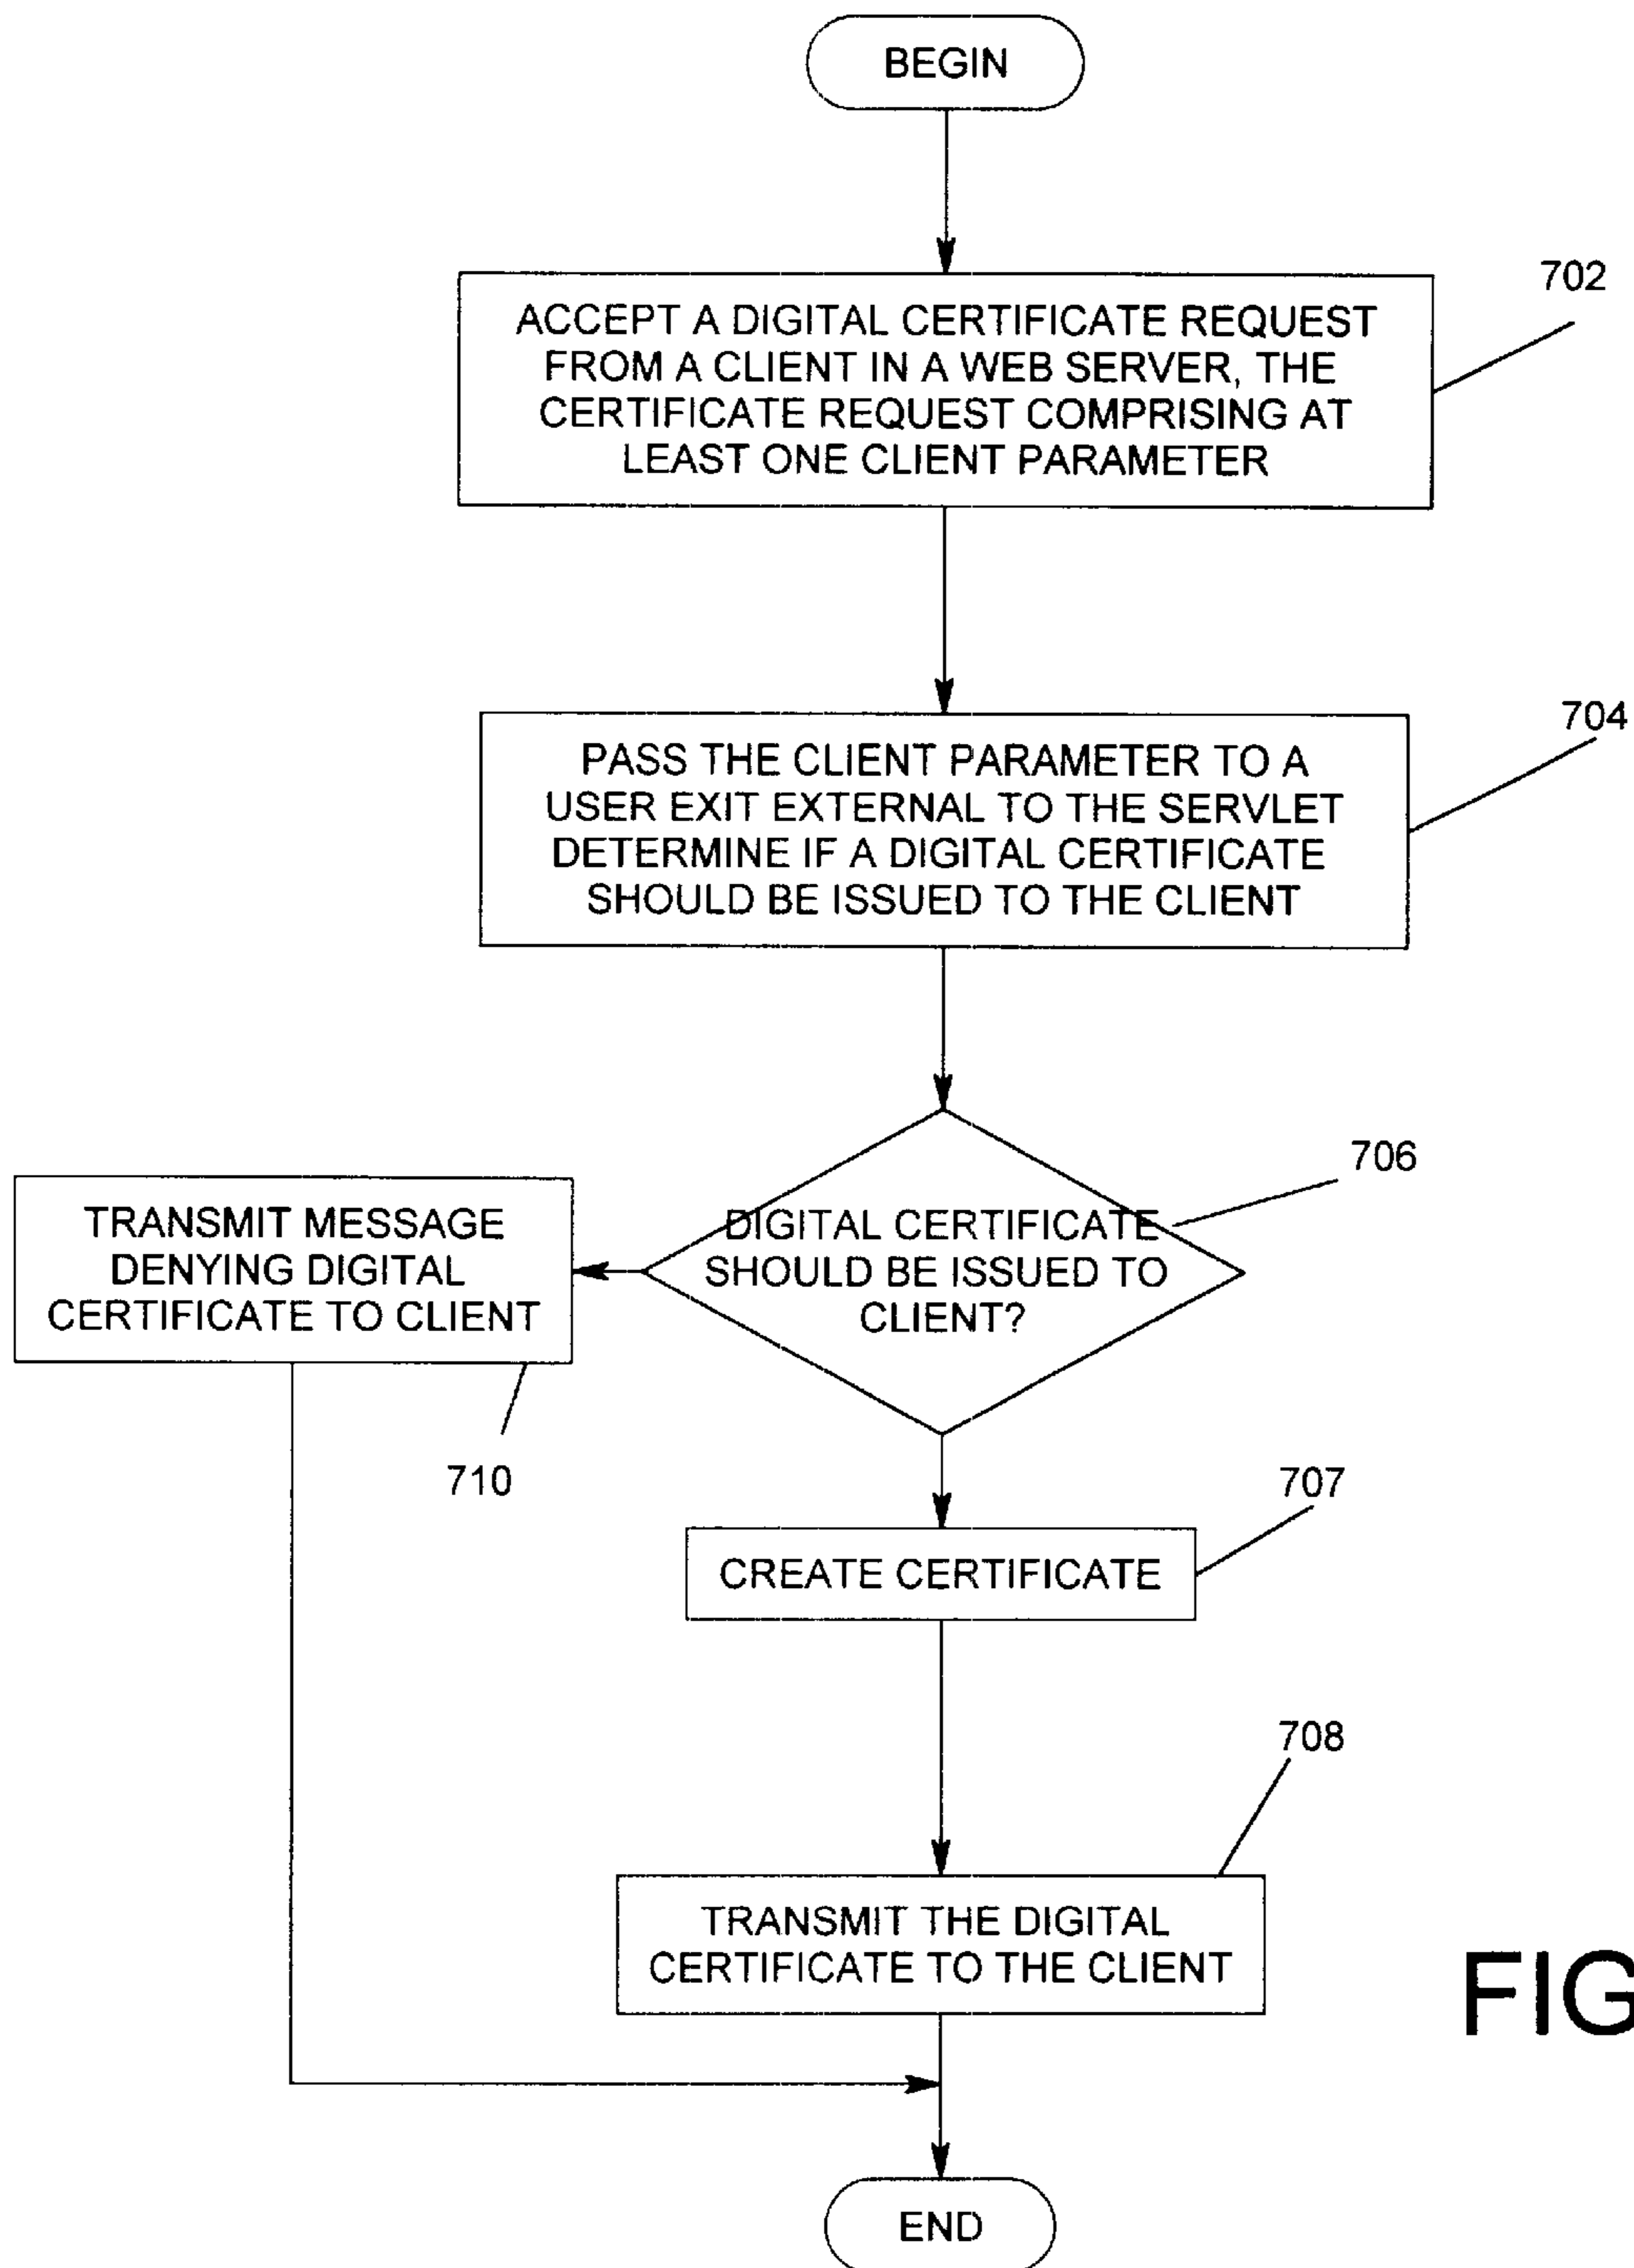 BEGIN
702
ACCEPT A DIGITAL CERTIFICATE REQUEST
FROM A CLIENT IN A WEB SERVER, THE
CERTIFICATE REQUEST COMPRISING AT
LEAST ONE CLIENT PARAMETER
704
PASS THE CLIENT PARAMETER TO A
USER EXIT EXTERNAL TO THE SERVLET
DETERMINE IF A DIGITAL CERTIFICATE
SHOULD BE ISSUED TO THE CLIENT
706
DIGITAL CERTIFICATE
SHOULD BE ISSUED TO
CLIENT?
TRANSMIT MESSAGE
DENYING DIGITAL
CERTIFICATE TO CLIENT
710
707
CREATE CERTIFICATE
708
TRANSMIT THE DIGITAL
CERTIFICATE TO THE CLIENT
FIG
END